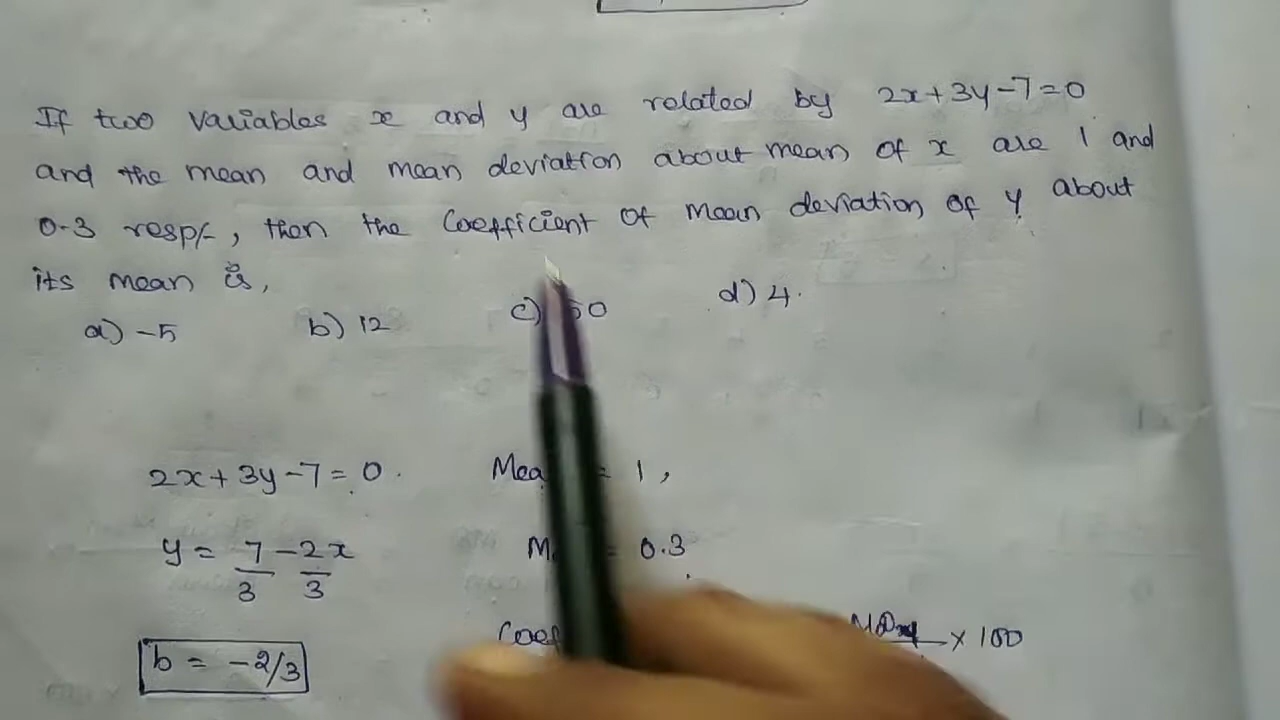 If two variables x and y are related by 2x+3y-7=0
and the mean and mean deviation about mean of x are 1 and
0.3 resp/-, then the Coefficient of mean deviation of y about
its mean is,
a) -5 b) 12 c) 50 d) 4.
2x+3y-7=0. = 1,
y = 7/3 - 2x/3 = 0.3
b = -2/3 × 100